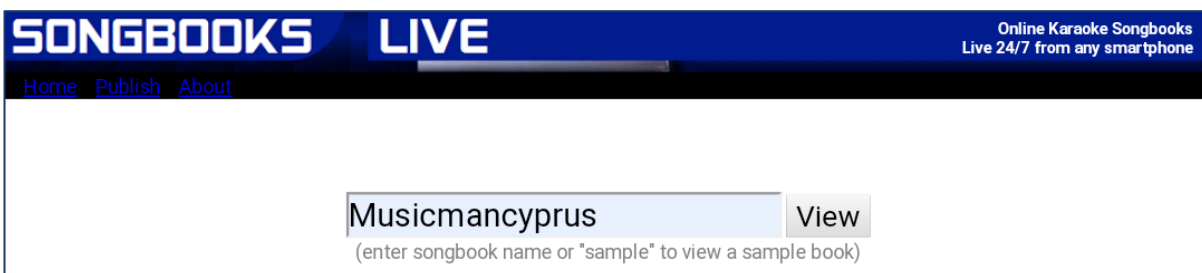 SONGBOOKS LIVE
Online Karaoke Songbooks
Live 24/7 from any smartphone
Home Publish About
Musicmancyprus View
(enter songbook name or "sample" to view a sample book)